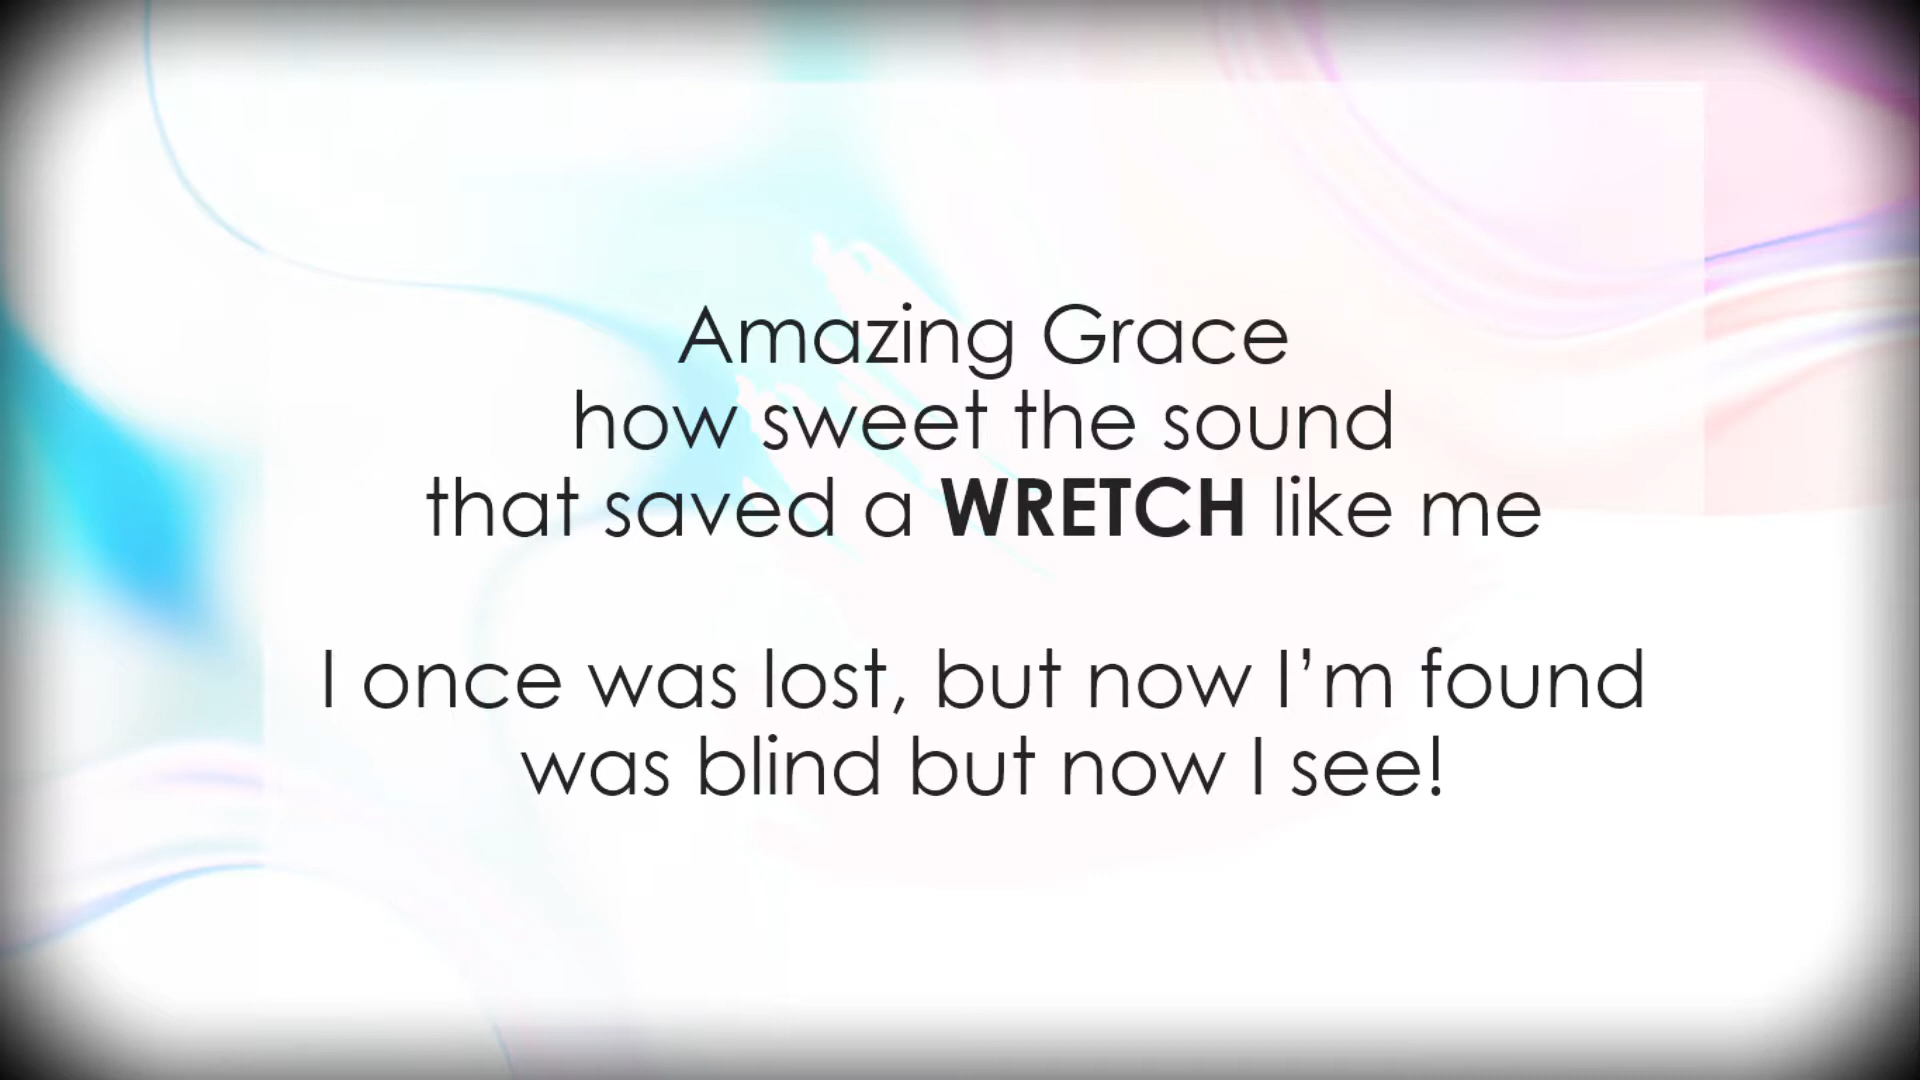 Amazing Grace
how sweet the sound
that saved a WRETCH like me
I once was lost, but now I’m found
was blind but now I see!